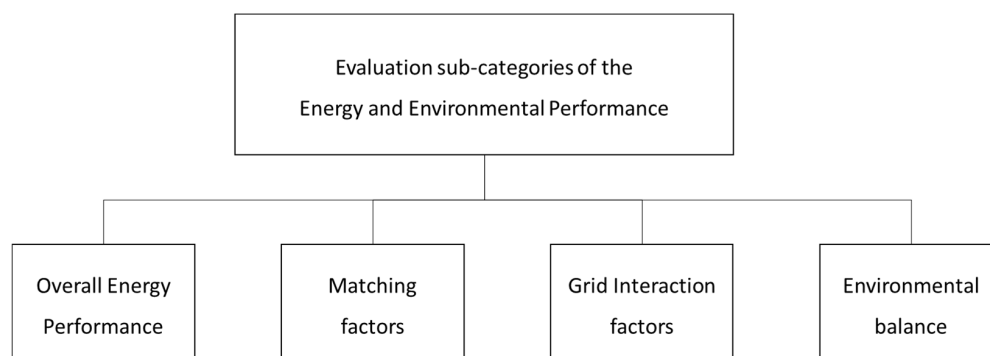 Evaluation sub-categories of the
Energy and Environmental Performance
Overall Energy
Performance
Matching
factors
Grid Interaction
factors
Environmental
balance